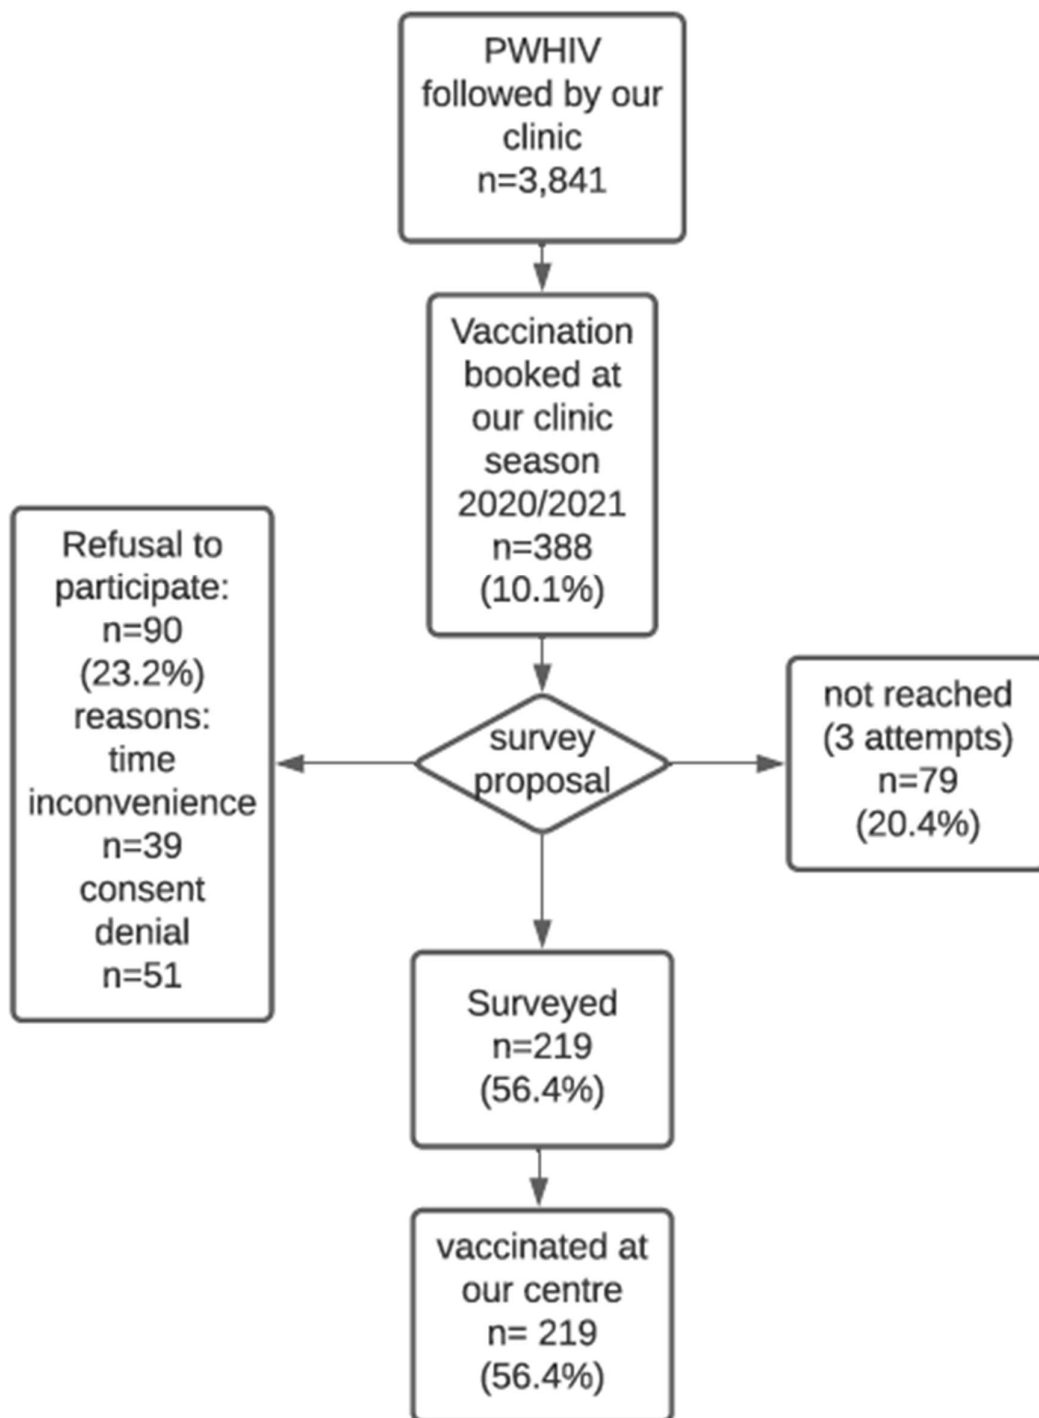 PWHIV
followed by our
clinic
n=3,841
Vaccination
booked at
our clinic
season
2020/2021
n=388
(10.1%)
Refusal to
participate:
n=90
(23.2%)
reasons:
time
inconvenience
n=39
consent
denial
n=51
survey
proposal
not reached
(3 attempts)
n=79
(20.4%)
Surveyed
n=219
(56.4%)
vaccinated at
our centre
n= 219
(56.4%)